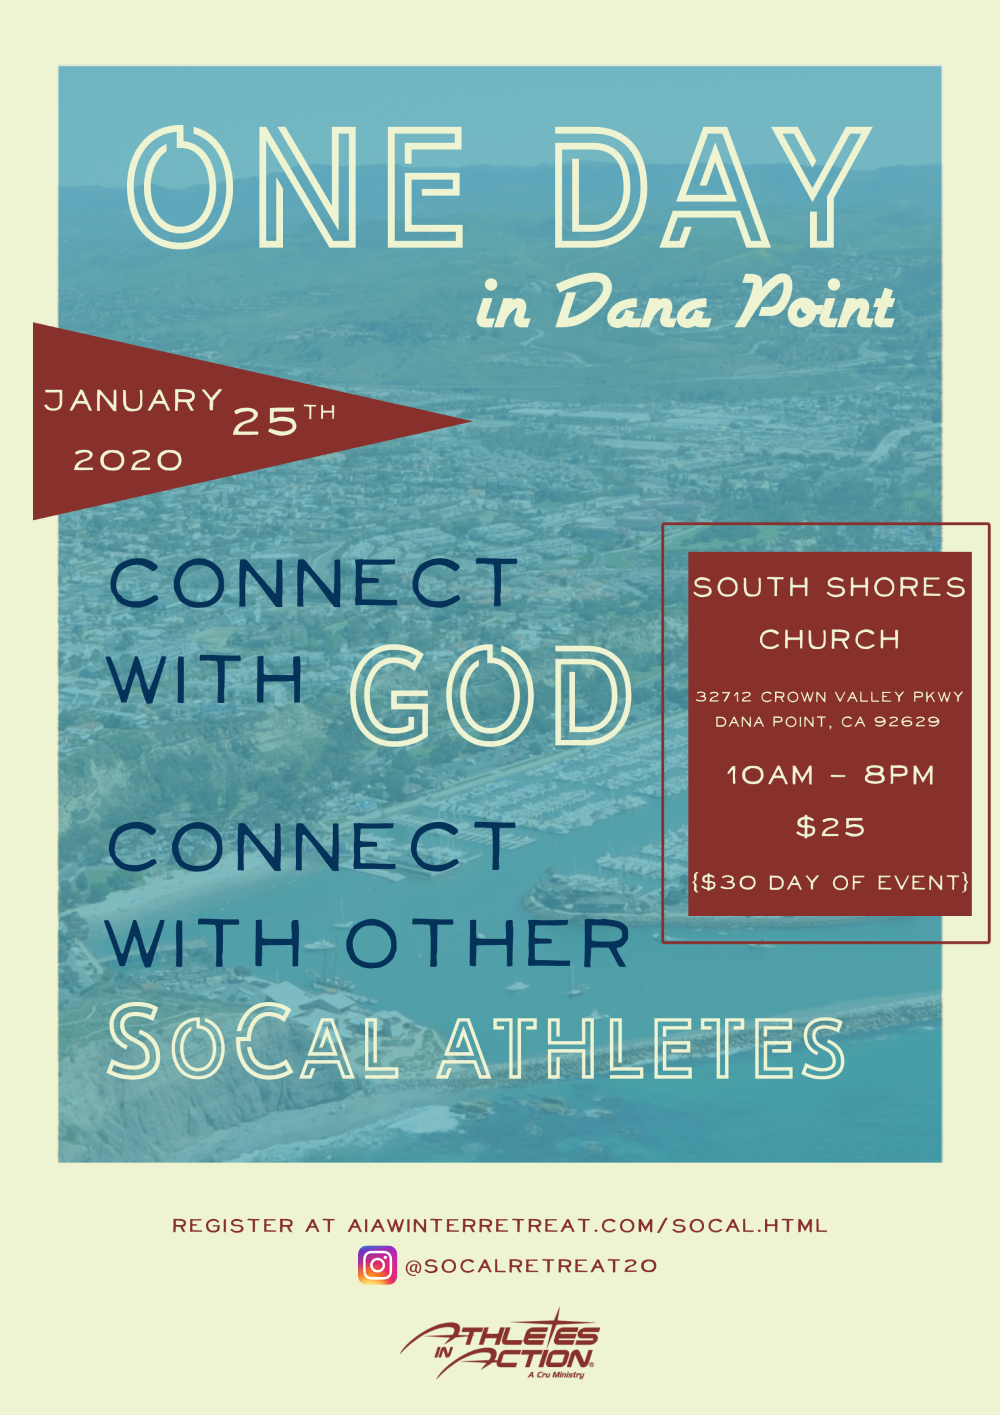 ONE DAY
in Dana Point
JANUARY 25TH
2020
CONNECT
WITH GOD
CONNECT
WITH OTHER
SOCAL ATHLETES
SOUTH SHORES
CHURCH
32712 CROWN VALLEY PKWY
DANA POINT, CA 92629
10AM – 8PM
$25
{$30 DAY OF EVENT}
REGISTER AT AIAWINTERRETREAT.COM/SOCAL.HTML
@SOCALRETREAT20
ATHLETES
IN ACTION®
A Cru Ministry